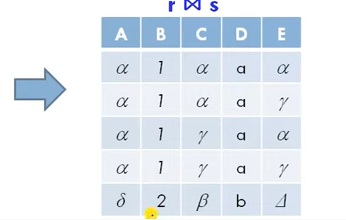 r ⋈ s
A B C D E
α 1 α a α
α 1 α a γ
α 1 γ a α
α 1 γ a γ
δ 2 β b Δ